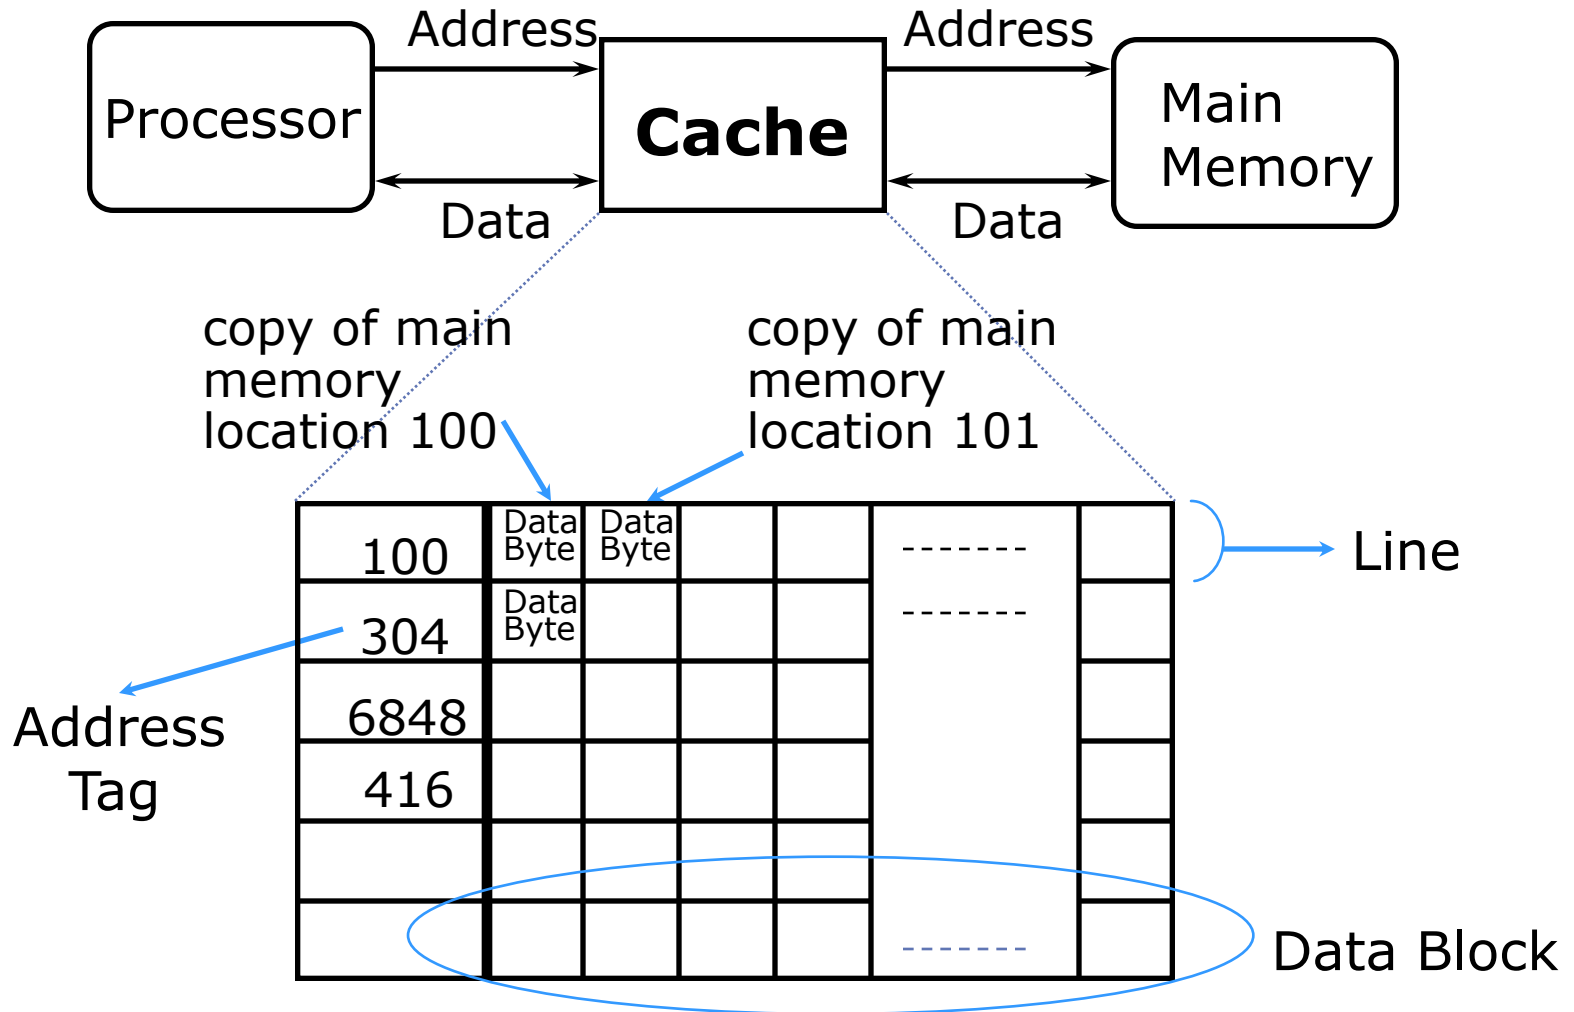 Address
Address
Processor
Cache
Main
Memory
Data
Data
copy of main
memory
location 100
copy of main
memory
location 101
Data
Byte
Data
Byte
100
Line
Data
Byte
304
Address
Tag
6848
416
Data Block